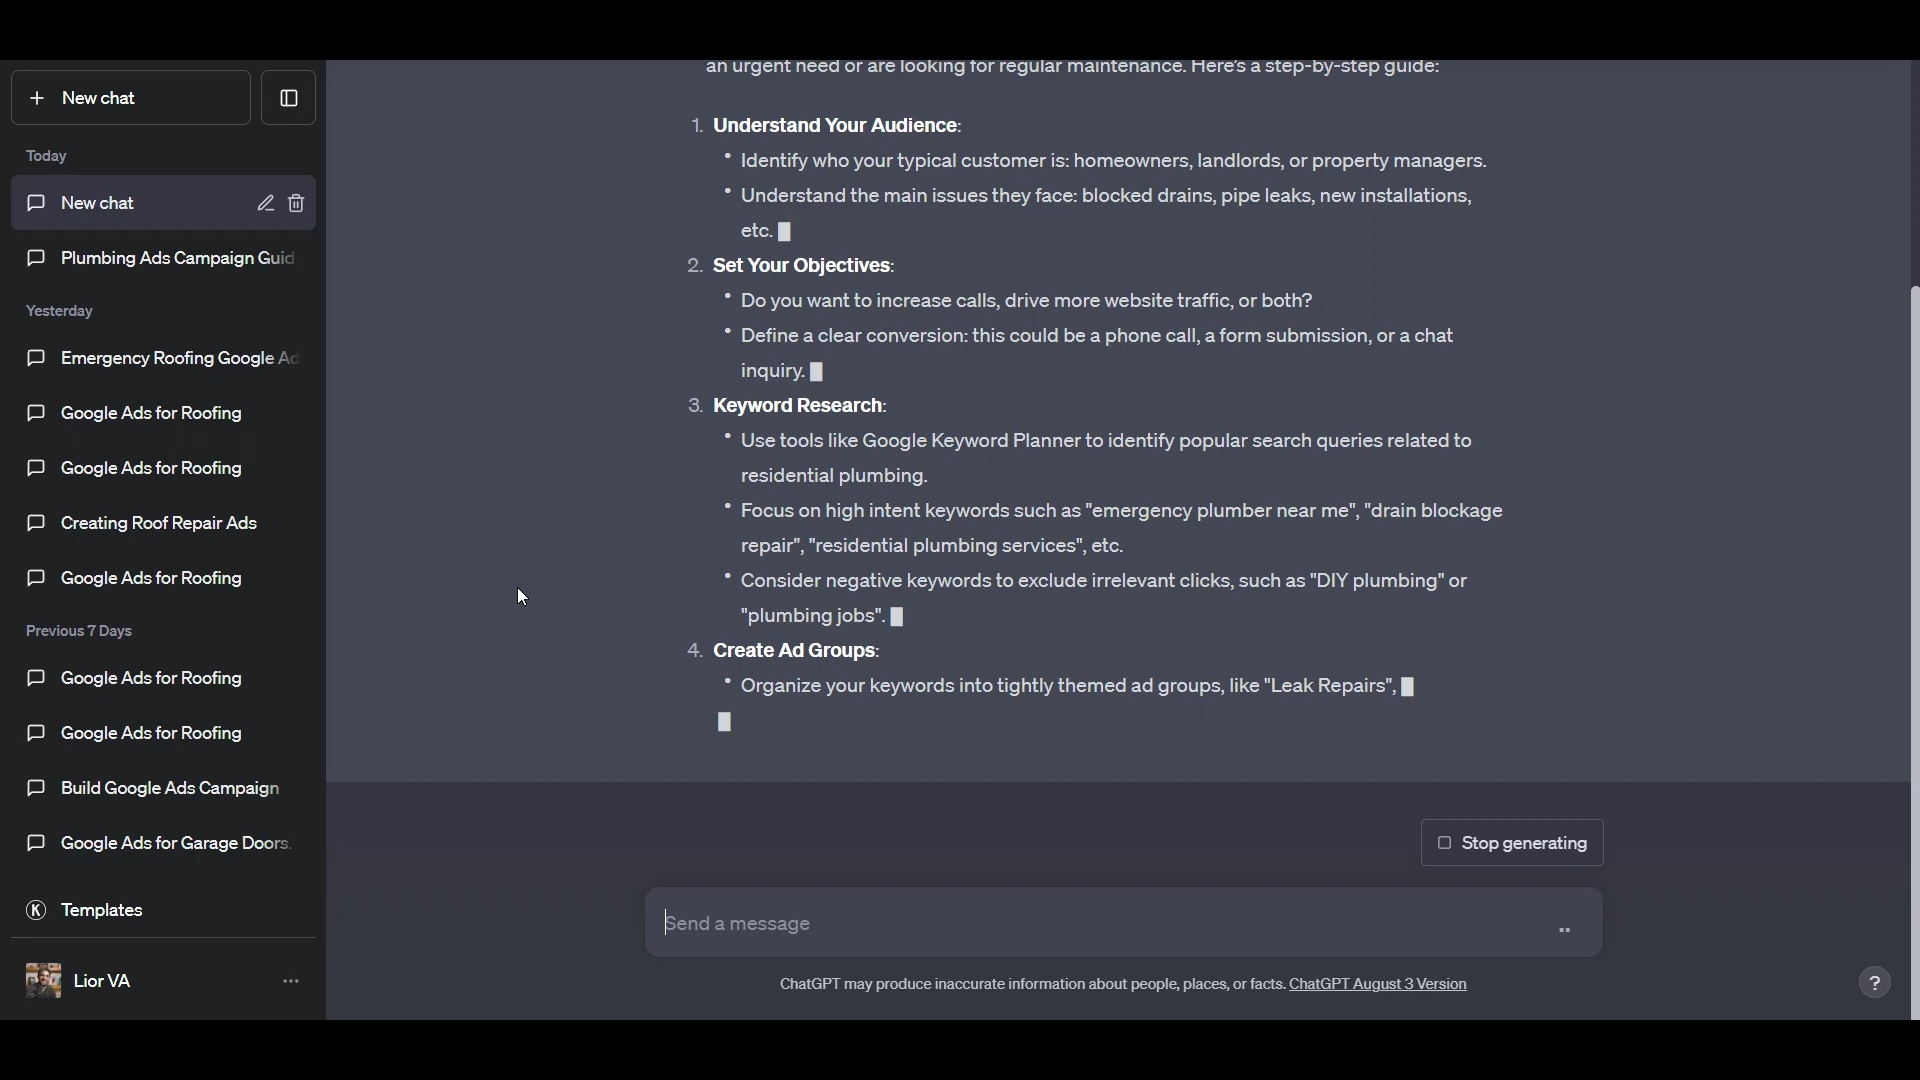 New chat
Today
New chat
Plumbing Ads Campaign Guid
Yesterday
Emergency Roofing Google Ad
Google Ads for Roofing
Google Ads for Roofing
Creating Roof Repair Ads
Google Ads for Roofing
Previous 7 Days
Google Ads for Roofing
Google Ads for Roofing
Build Google Ads Campaign
Google Ads for Garage Doors.
Templates
Lior VA
an urgent need or are looking for regular maintenance. Here's a step-by-step guide:
1. Understand Your Audience:
• Identify who your typical customer is: homeowners, landlords, or property managers.
• Understand the main issues they face: blocked drains, pipe leaks, new installations,
etc.
2. Set Your Objectives:
• Do you want to increase calls, drive more website traffic, or both?
• Define a clear conversion: this could be a phone call, a form submission, or a chat
inquiry.
3. Keyword Research:
• Use tools like Google Keyword Planner to identify popular search queries related to
residential plumbing.
• Focus on high intent keywords such as "emergency plumber near me", "drain blockage
repair", "residential plumbing services", etc.
• Consider negative keywords to exclude irrelevant clicks, such as "DIY plumbing" or
"plumbing jobs".
4. Create Ad Groups:
• Organize your keywords into tightly themed ad groups, like "Leak Repairs",
Stop generating
Send a message
ChatGPT may produce inaccurate information about people, places, or facts. ChatGPT August 3 Version
?